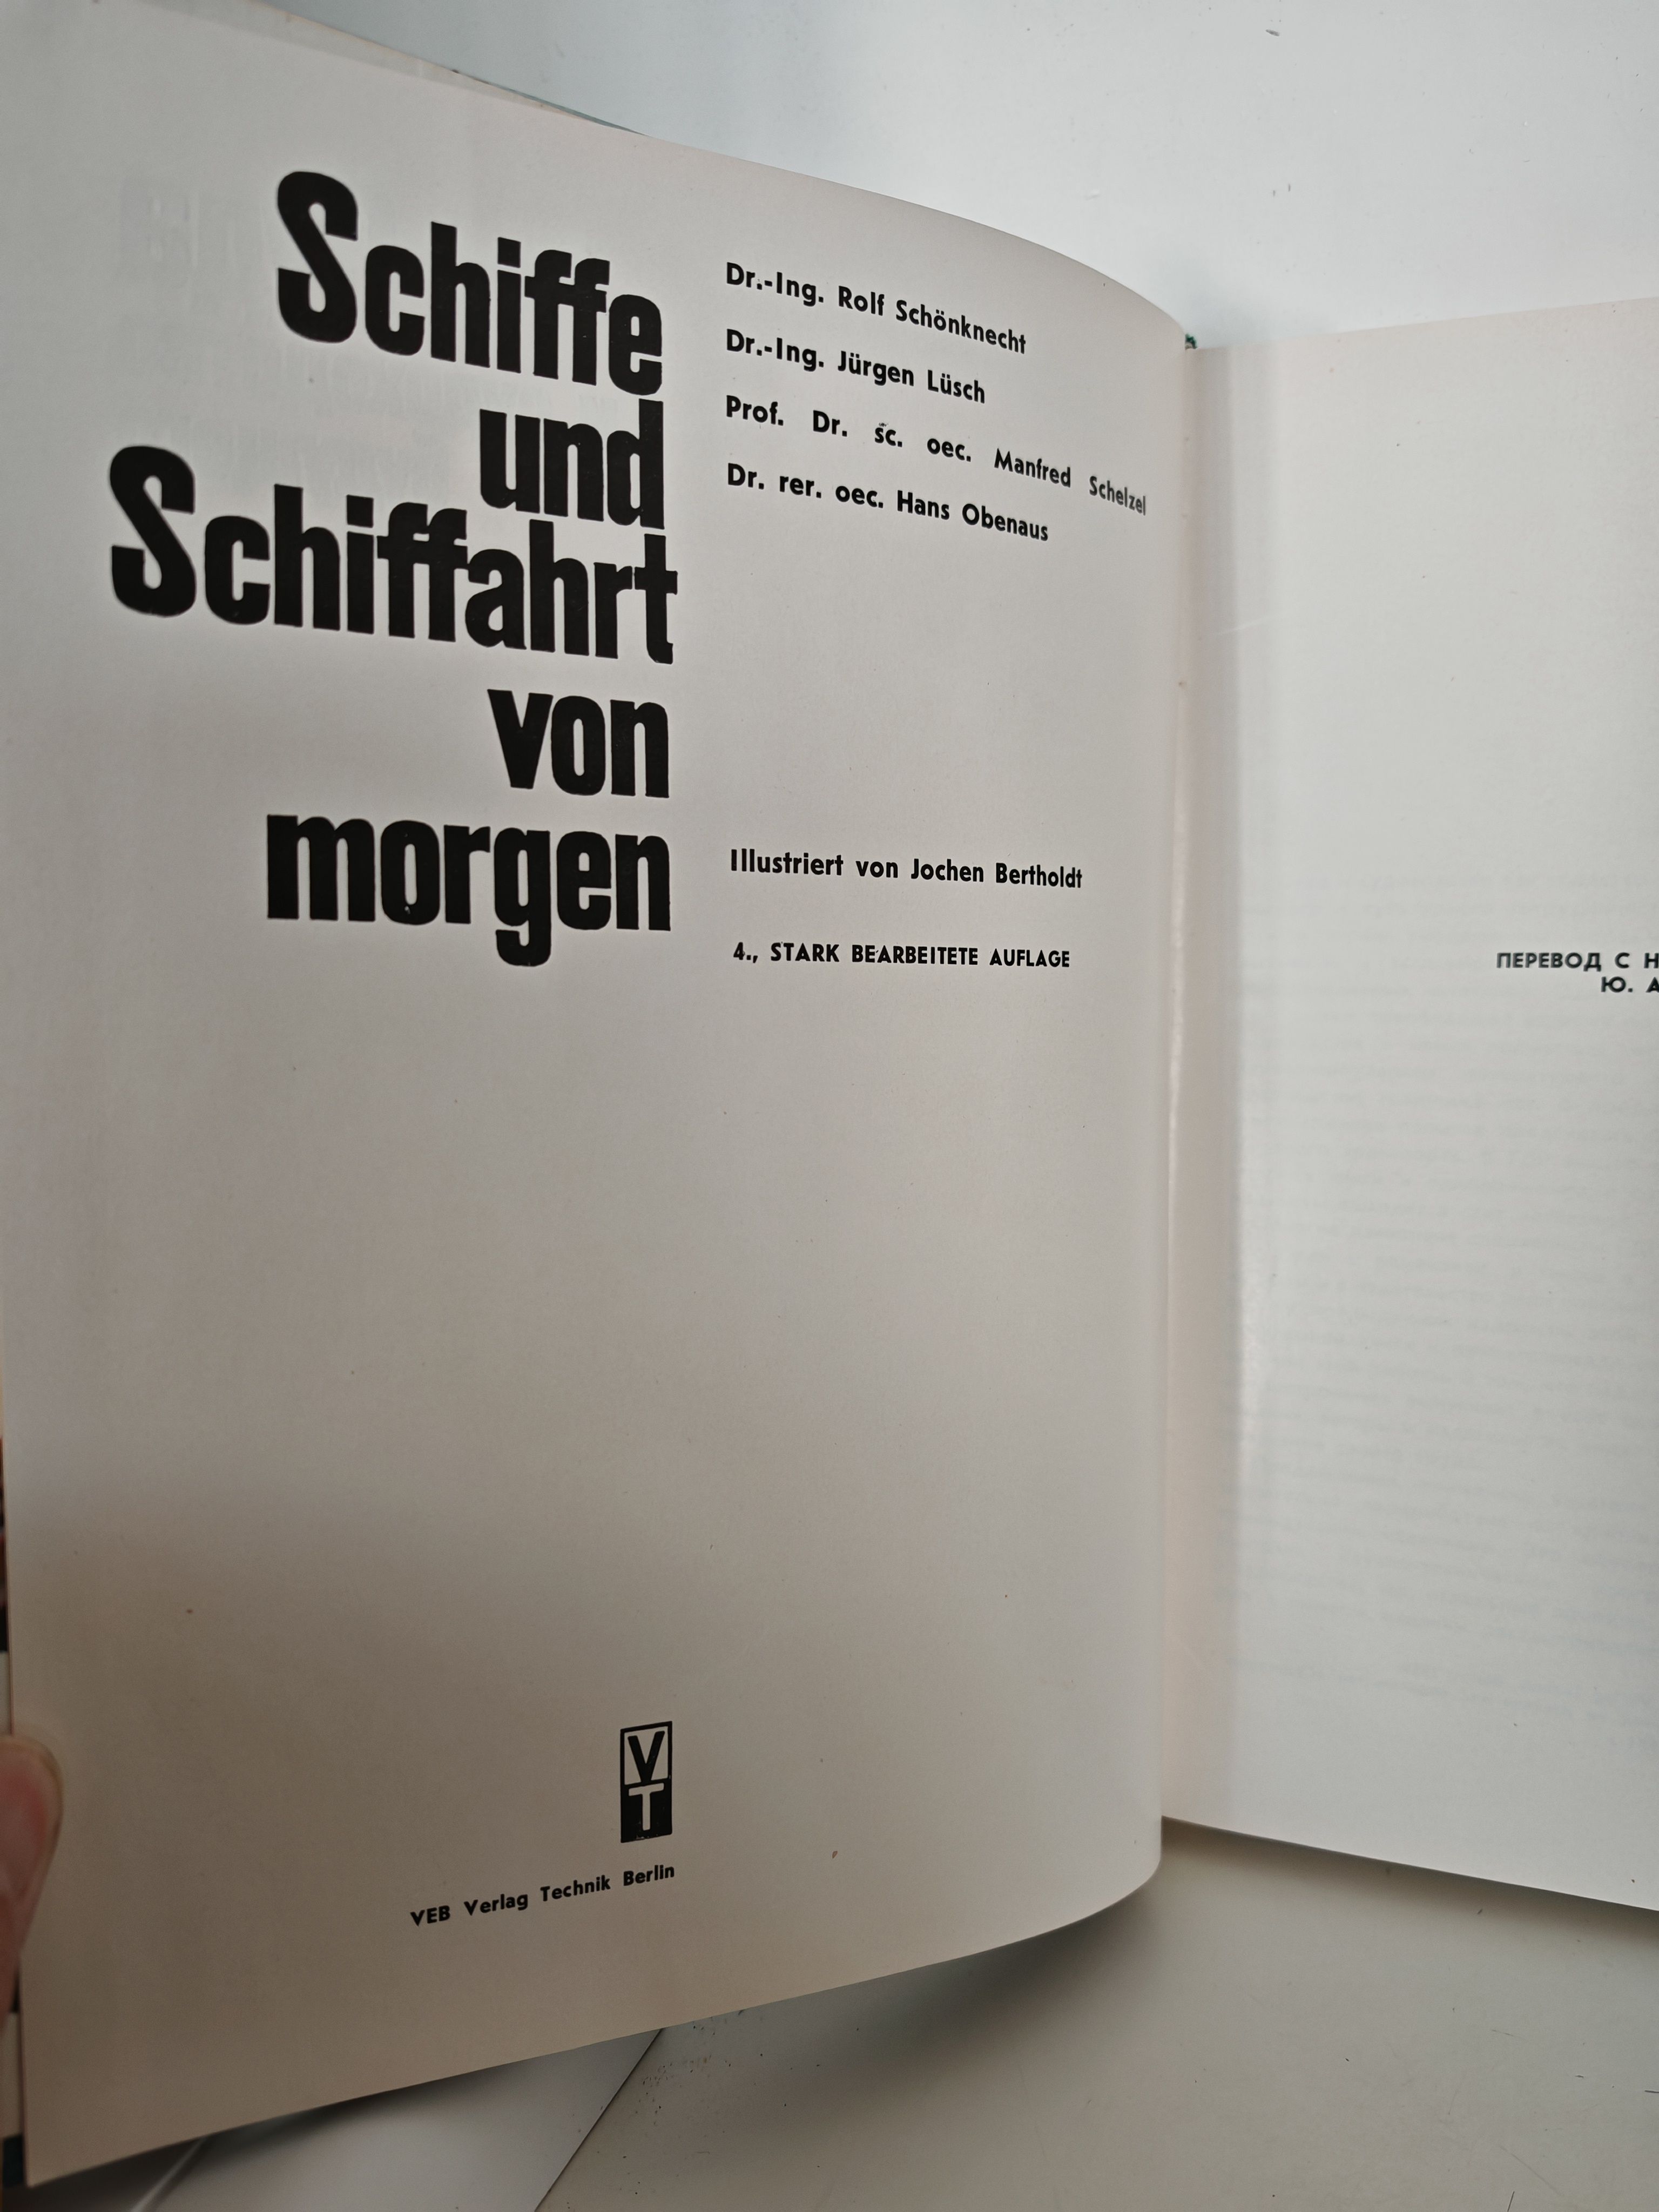 Schiffe
und
Schiffahrt
von
morgen
Dr.-Ing. Rolf Schönknecht
Dr.-Ing. Jürgen Lüsch
Prof. Dr. sc. oec. Manfred Schelzel
Dr. rer. oec. Hans Obenaus
Illustriert von Jochen Bertholdt
4., STARK BEARBEITETE AUFLAGE
V
T
VEB Verlag Technik Berlin
ПЕРЕВОД С
Ю.